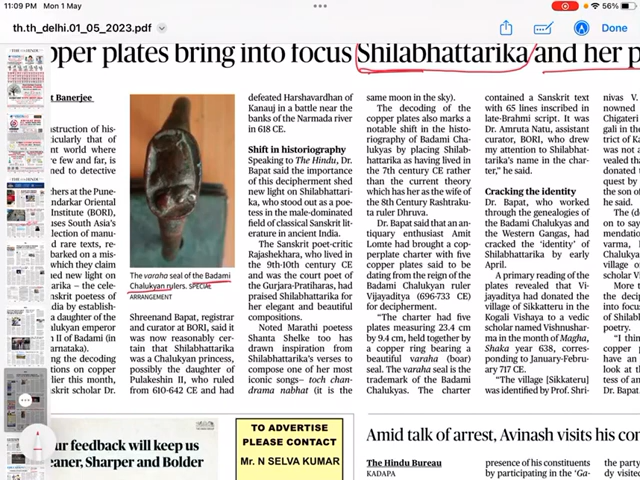 11:09 PM Mon 1 May
56%
th.th_delhi.01_05_2023.pdf
Done
pper plates bring into focus Shilabhattarika and her p
t Banerjee
nstruction of his-
icularly that of
nt world where
re few and far, is
ned to detective
hers at the Pune-
ndarkar Oriental
Institute (BORI),
uses South Asia's
lection of manu-
nd rare texts, re-
barked on a mis-
which they claim
ed new light on
arika — the cele-
nskrit poetess of
dia by establish-
a daughter of the
alukyan emperor
n II of Badami (in
arnataka).
ng the decoding
tions on copper
lier this month,
nskrit scholar Dr.
The varaha seal of the Badami
Chalukyan rulers. SPECIAL
ARRANGEMENT
Shreenand Bapat, registrar
and curator at BORI, said it
was now reasonably cer-
tain that Shilabhattarika
was a Chalukyan princess,
possibly the daughter of
Pulakeshin II, who ruled
from 610-642 CE and had
defeated Harshavardhan of
Kanauj in a battle near the
banks of the Narmada river
in 618 CE.
Shift in historiography
Speaking to The Hindu, Dr.
Bapat said the importance
of this decipherment shed
new light on Shilabhattari-
ka, who stood out as a poe-
tess in the male-dominated
field of classical Sanskrit li-
terature in ancient India.
The Sanskrit poet-critic
Rajashekhara, who lived in
the 9th-10th century CE
and was the court poet of
the Gurjara-Pratiharas, had
praised Shilabhattarika for
her elegant and beautiful
compositions.
Noted Marathi poetess
Shanta Shelke too has
drawn inspiration from
Shilabhattarika's verses to
compose one of her most
iconic songs– toch chan-
drama nabhat (it is the
same moon in the sky).
The decoding of the
copper plates also marks a
notable shift in the histo-
riography of Badami Cha-
lukyas by placing Shilab-
hattarika as having lived in
the 7th century CE rather
than the current theory
which has her as the wife of
the 8th Century Rashtraku-
ta ruler Dhruva.
Dr. Bapat said that an an-
tiquary enthusiast Amit
Lomte had brought a cop-
perplate charter with five
copper plates said to be
dating from the reign of the
Badami Chalukyan ruler
Vijayaditya (696-733 CE)
for decipherment.
"The charter had five
plates measuring 23.4 cm
by 9.4 cm, held together by
a copper ring bearing a
beautiful varaha (boar)
seal. The varaha seal is the
trademark of the Badami
Chalukyas. The charter
contained a Sanskrit text
with 65 lines inscribed in
late-Brahmi script. It was
Dr. Amruta Natu, assistant
curator, BORI, who drew
my attention to Shilabhat-
tarika's name in the char-
ter," he said.
Cracking the identity
Dr. Bapat, who worked
through the genealogies of
the Badami Chalukyas and
the Western Gangas, had
cracked the 'identity' of
Shilabhattarika by early
April.
A primary reading of the
plates revealed that Vi-
jayaditya had donated the
village of Sikkatteru in the
Kogali Vishaya to a vedic
scholar named Vishnushar-
ma in the month of Magha,
Shaka year 638, corres-
ponding to January-Febru-
ary 717 CE.
"The village [Sikkateru]
was identified by Prof. Shri-
nivas V.
nowned
Chigateri
gali in th
trict of Ka
was not a
vealed th
donated
quest by
the son o
he said.
The (d
on to say
mendatio
varma, h
Chalukya
village o
scholar V
More t
the deci
into focu
of poetry
"I thin
copper p
have an
look at th
tess of an
Dr. Bapat
ur feedback will keep us
eaner, Sharper and Bolder
TO ADVERTISE
PLEASE CONTACT
Mr. N SELVA KUMAR
Amid talk of arrest, Avinash visits his con
The Hindu Bureau
KADAPA
presence of his constituents
by participating in the 'Ga-
the party
dy visited